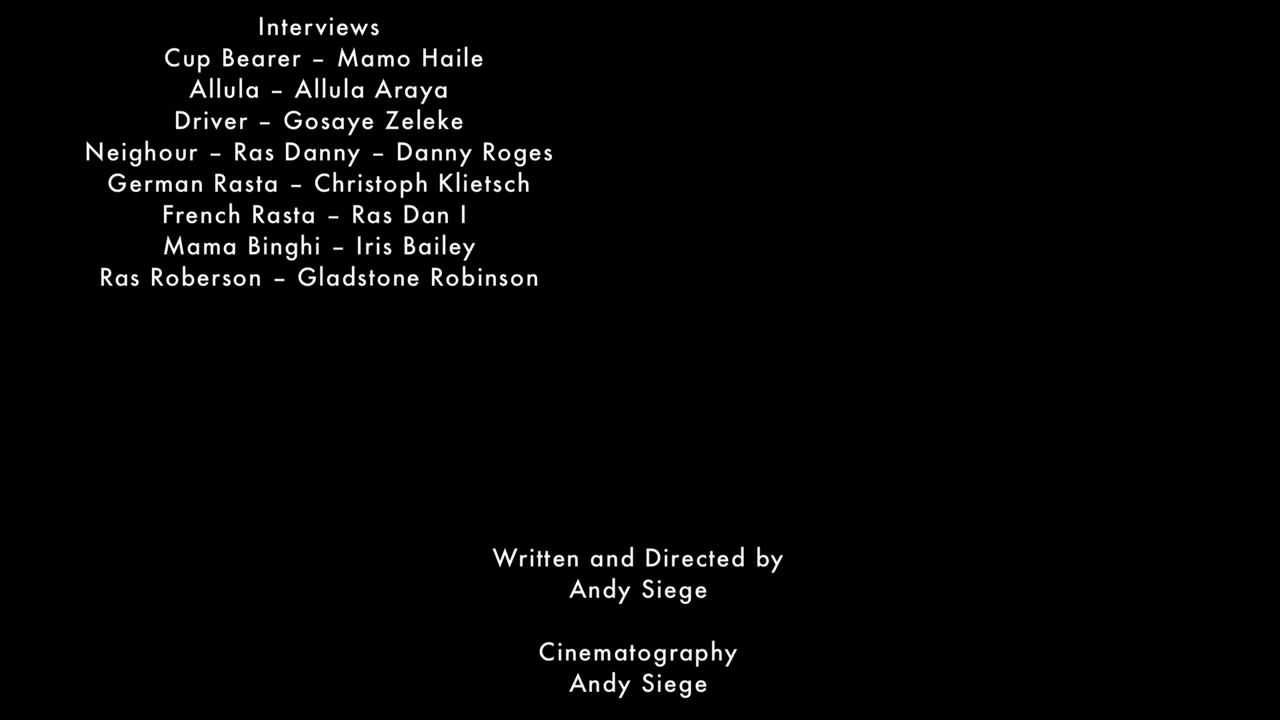 Interviews
Cup Bearer – Mamo Haile
Allula – Allula Araya
Driver – Gosaye Zeleke
Neighour – Ras Danny – Danny Roges
German Rasta – Christoph Klietsch
French Rasta – Ras Dan I
Mama Binghi – Iris Bailey
Ras Roberson – Gladstone Robinson
Written and Directed by
Andy Siege
Cinematography
Andy Siege